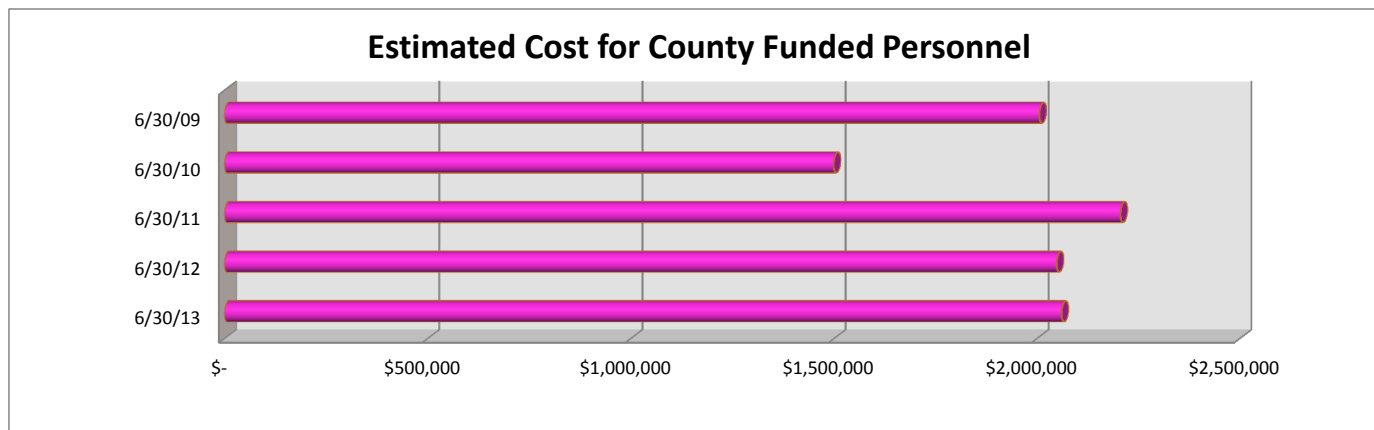 Estimated Cost for County Funded Personnel
6/30/09
6/30/10
6/30/11
6/30/12
6/30/13
$- $500,000 $1,000,000 $1,500,000 $2,000,000 $2,500,000